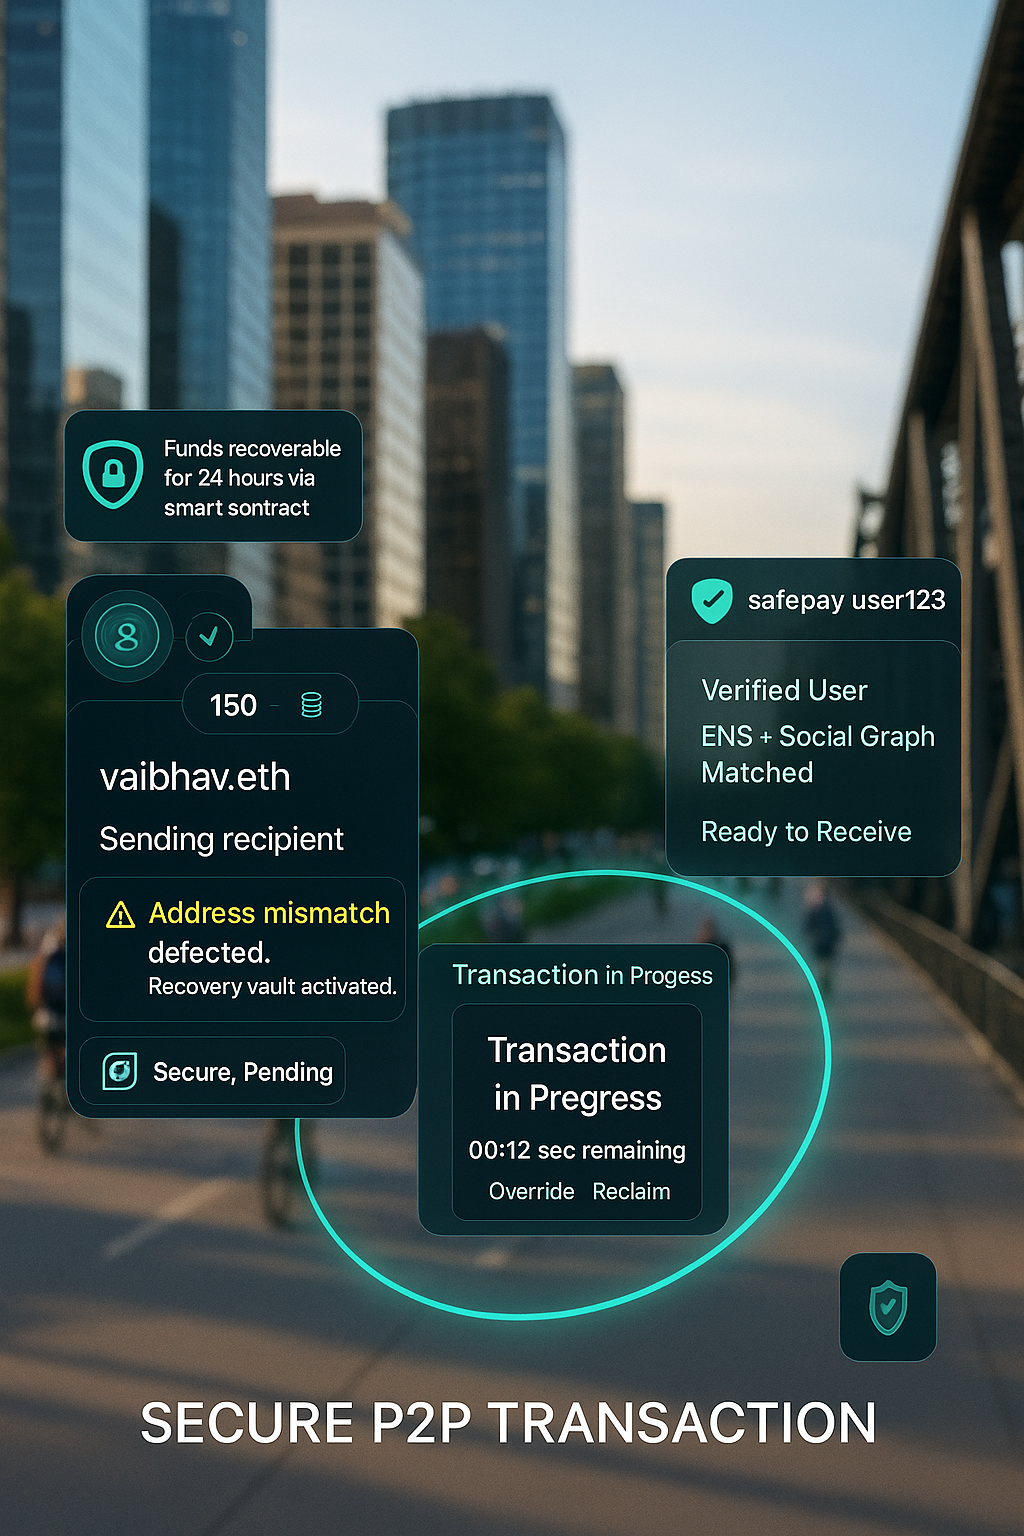 Funds recoverable
for 24 hours via
smart sontract
8
150
vaibhav.eth
Sending recipient
Address mismatch
defected.
Recovery vault activated.
Secure, Pending
safepay user123
Verified User
ENS + Social Graph
Matched
Ready to Receive
Transaction in Progess
Transaction
in Pregress
00:12 sec remaining
Override Reclaim
SECURE P2P TRANSACTION